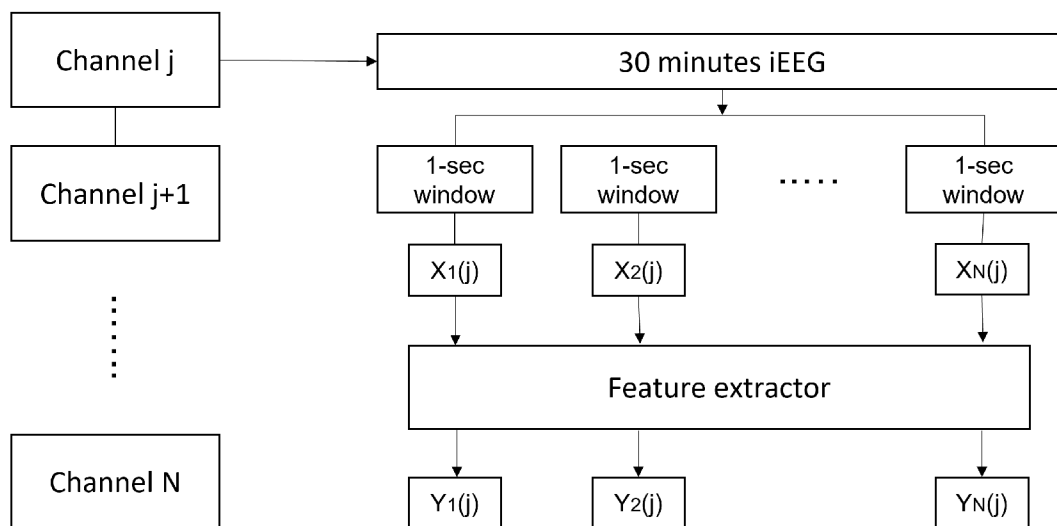 Channel j
30 minutes iEEG
Channel j+1
1-sec
window
1-sec
window
.....
1-sec
window
X1(j)
X2(j)
XN(j)
Feature extractor
Channel N
Y1(j)
Y2(j)
YN(j)